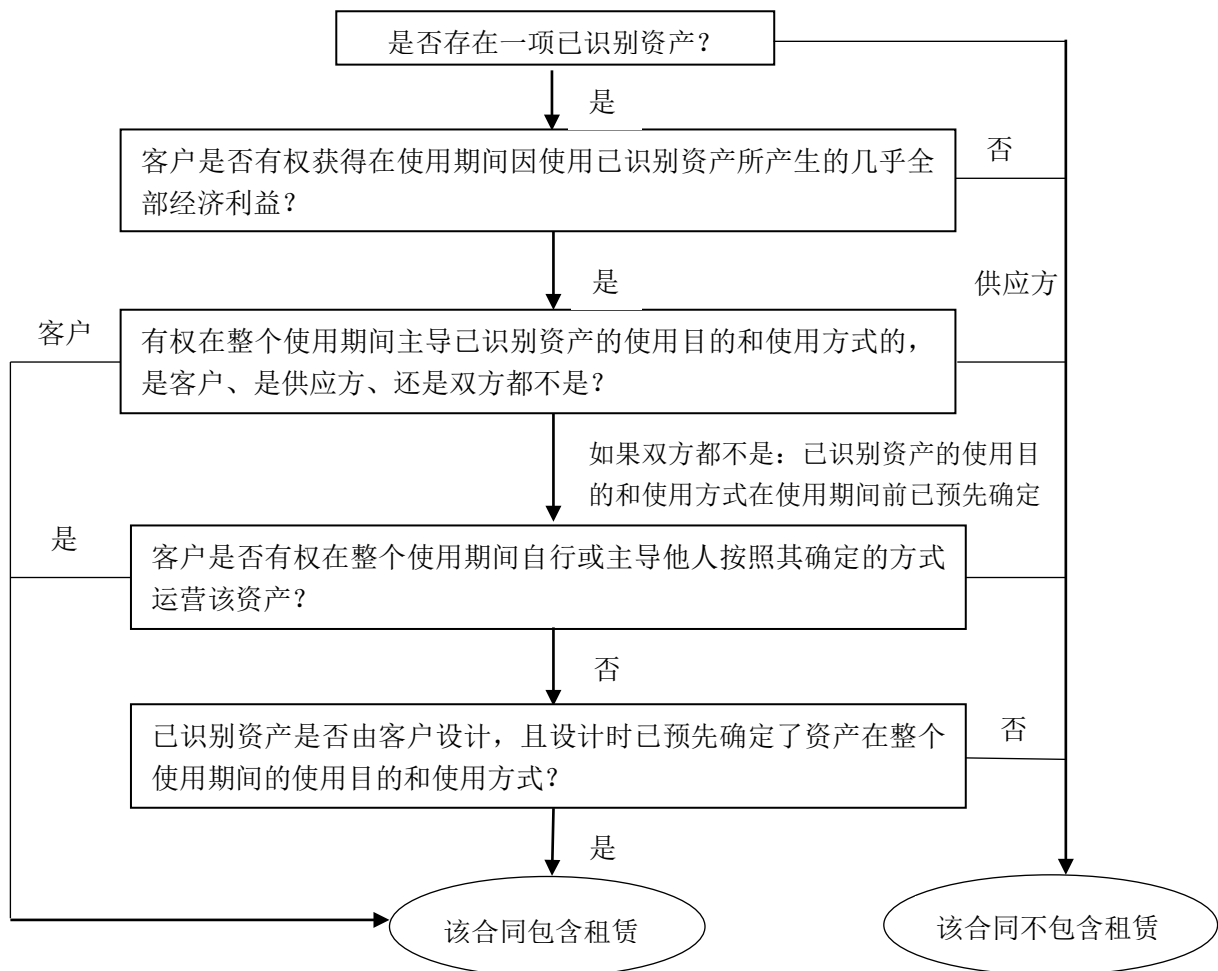 是否存在一项已识别资产？
是
客户是否有权获得在使用期间因使用已识别资产所产生的几乎全
部经济利益？
否
是
供应方
客户
有权在整个使用期间主导已识别资产的使用目的和使用方式的，
是客户、是供应方、还是双方都不是？
如果双方都不是：已识别资产的使用目
的和使用方式在使用期间前已预先确定
是
客户是否有权在整个使用期间自行或主导他人按照其确定的方式
运营该资产？
否
已识别资产是否由客户设计，且设计时已预先确定了资产在整个
使用期间的使用目的和使用方式？
否
是
该合同包含租赁
该合同不包含租赁